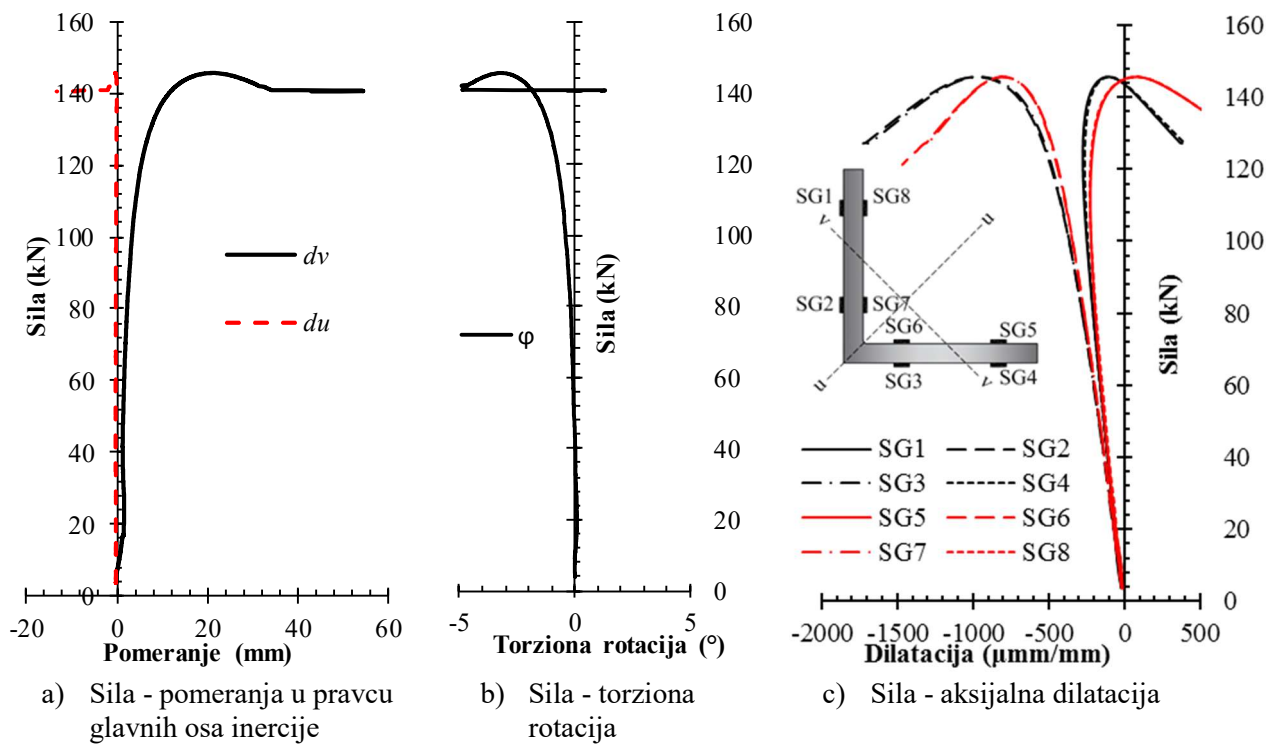 160
140
120
100
80
60
40
20
0
-20 0 20 40 60
Sila (kN)
Pomeranje (mm)
dv
du
a) Sila - pomeranja u pravcu
glavnih osa inercije
160
140
120
100
80
60
40
20
0
-5 0 5
Sila (kN)
Torziona rotacija (°)
φ
b) Sila - torziona
rotacija
160
140
120
100
80
60
40
20
0
-2000 -1500 -1000 -500 0 500
Sila (kN)
Dilatacija (µmm/mm)
SG1 SG8
v u
SG2 SG7
SG6 SG5
SG3 SG4
u v
SG1 SG2
SG3 SG4
SG5 SG6
SG7 SG8
c) Sila - aksijalna dilatacija